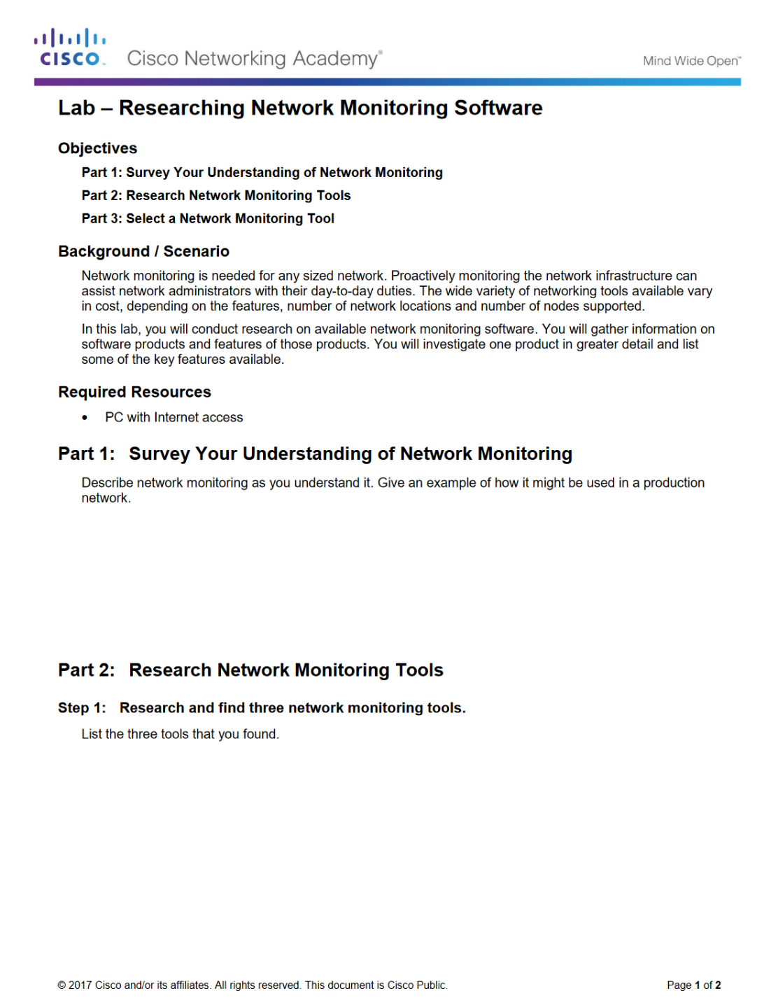 CISCO™ Cisco Networking Academy® Mind Wide Open™
Lab – Researching Network Monitoring Software
Objectives
Part 1: Survey Your Understanding of Network Monitoring
Part 2: Research Network Monitoring Tools
Part 3: Select a Network Monitoring Tool
Background / Scenario
Network monitoring is needed for any sized network. Proactively monitoring the network infrastructure can
assist network administrators with their day-to-day duties. The wide variety of networking tools available vary
in cost, depending on the features, number of network locations and number of nodes supported.
In this lab, you will conduct research on available network monitoring software. You will gather information on
software products and features of those products. You will investigate one product in greater detail and list
some of the key features available.
Required Resources
• PC with Internet access
Part 1: Survey Your Understanding of Network Monitoring
Describe network monitoring as you understand it. Give an example of how it might be used in a production
network.
Part 2: Research Network Monitoring Tools
Step 1: Research and find three network monitoring tools.
List the three tools that you found.
© 2017 Cisco and/or its affiliates. All rights reserved. This document is Cisco Public. Page 1 of 2